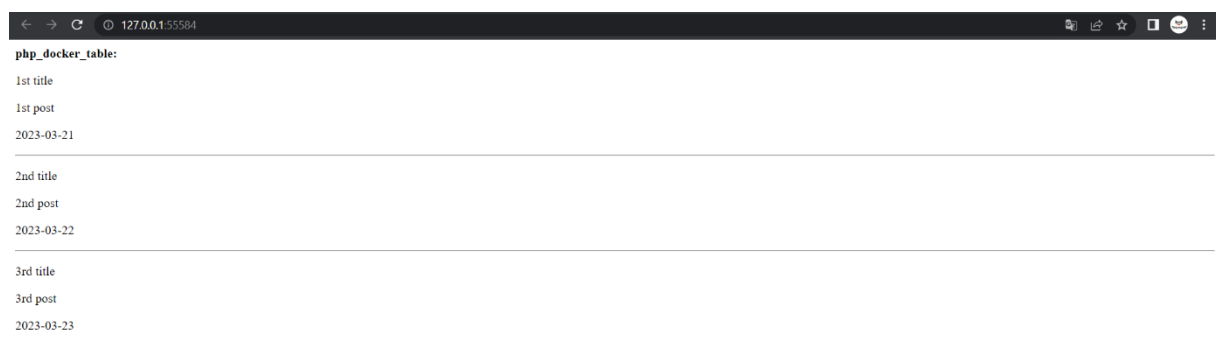 127.0.0.1:55584
php_docker_table:
1st title
1st post
2023-03-21
2nd title
2nd post
2023-03-22
3rd title
3rd post
2023-03-23